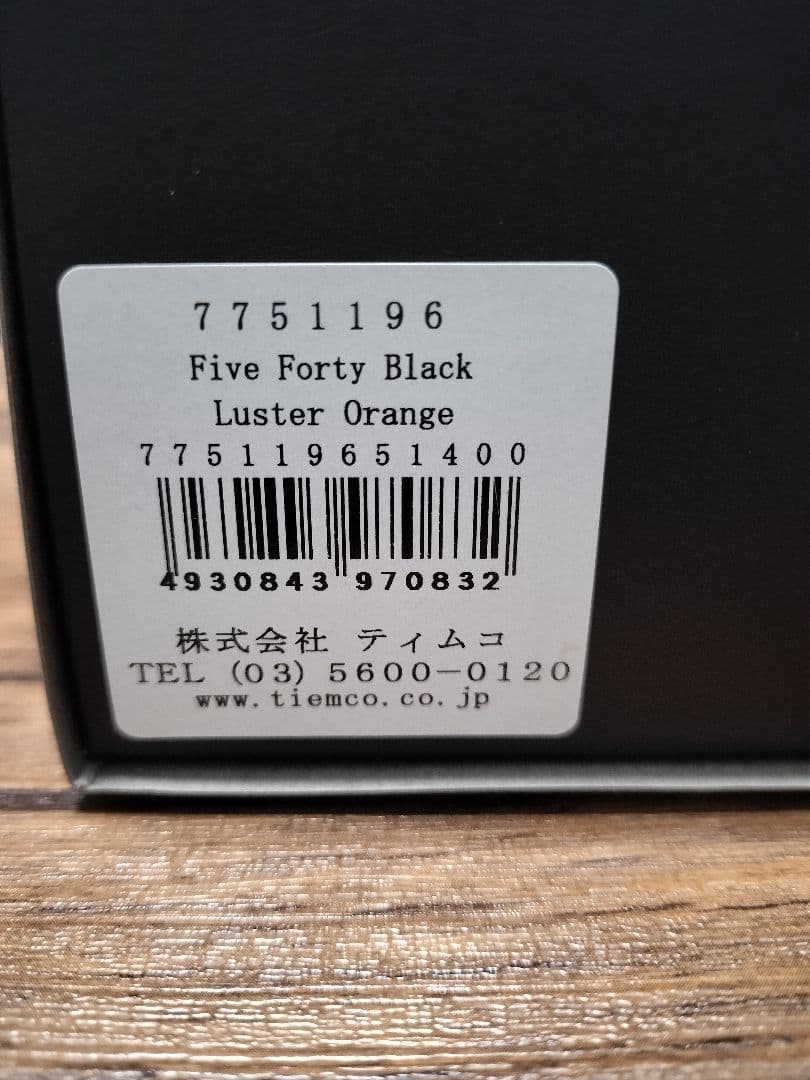 7751196
Five Forty Black
Luster Orange
775119651400
4930843 970832
株式会社 ティムコ
TEL (03) 5600-0120
www.tiemco.co.jp